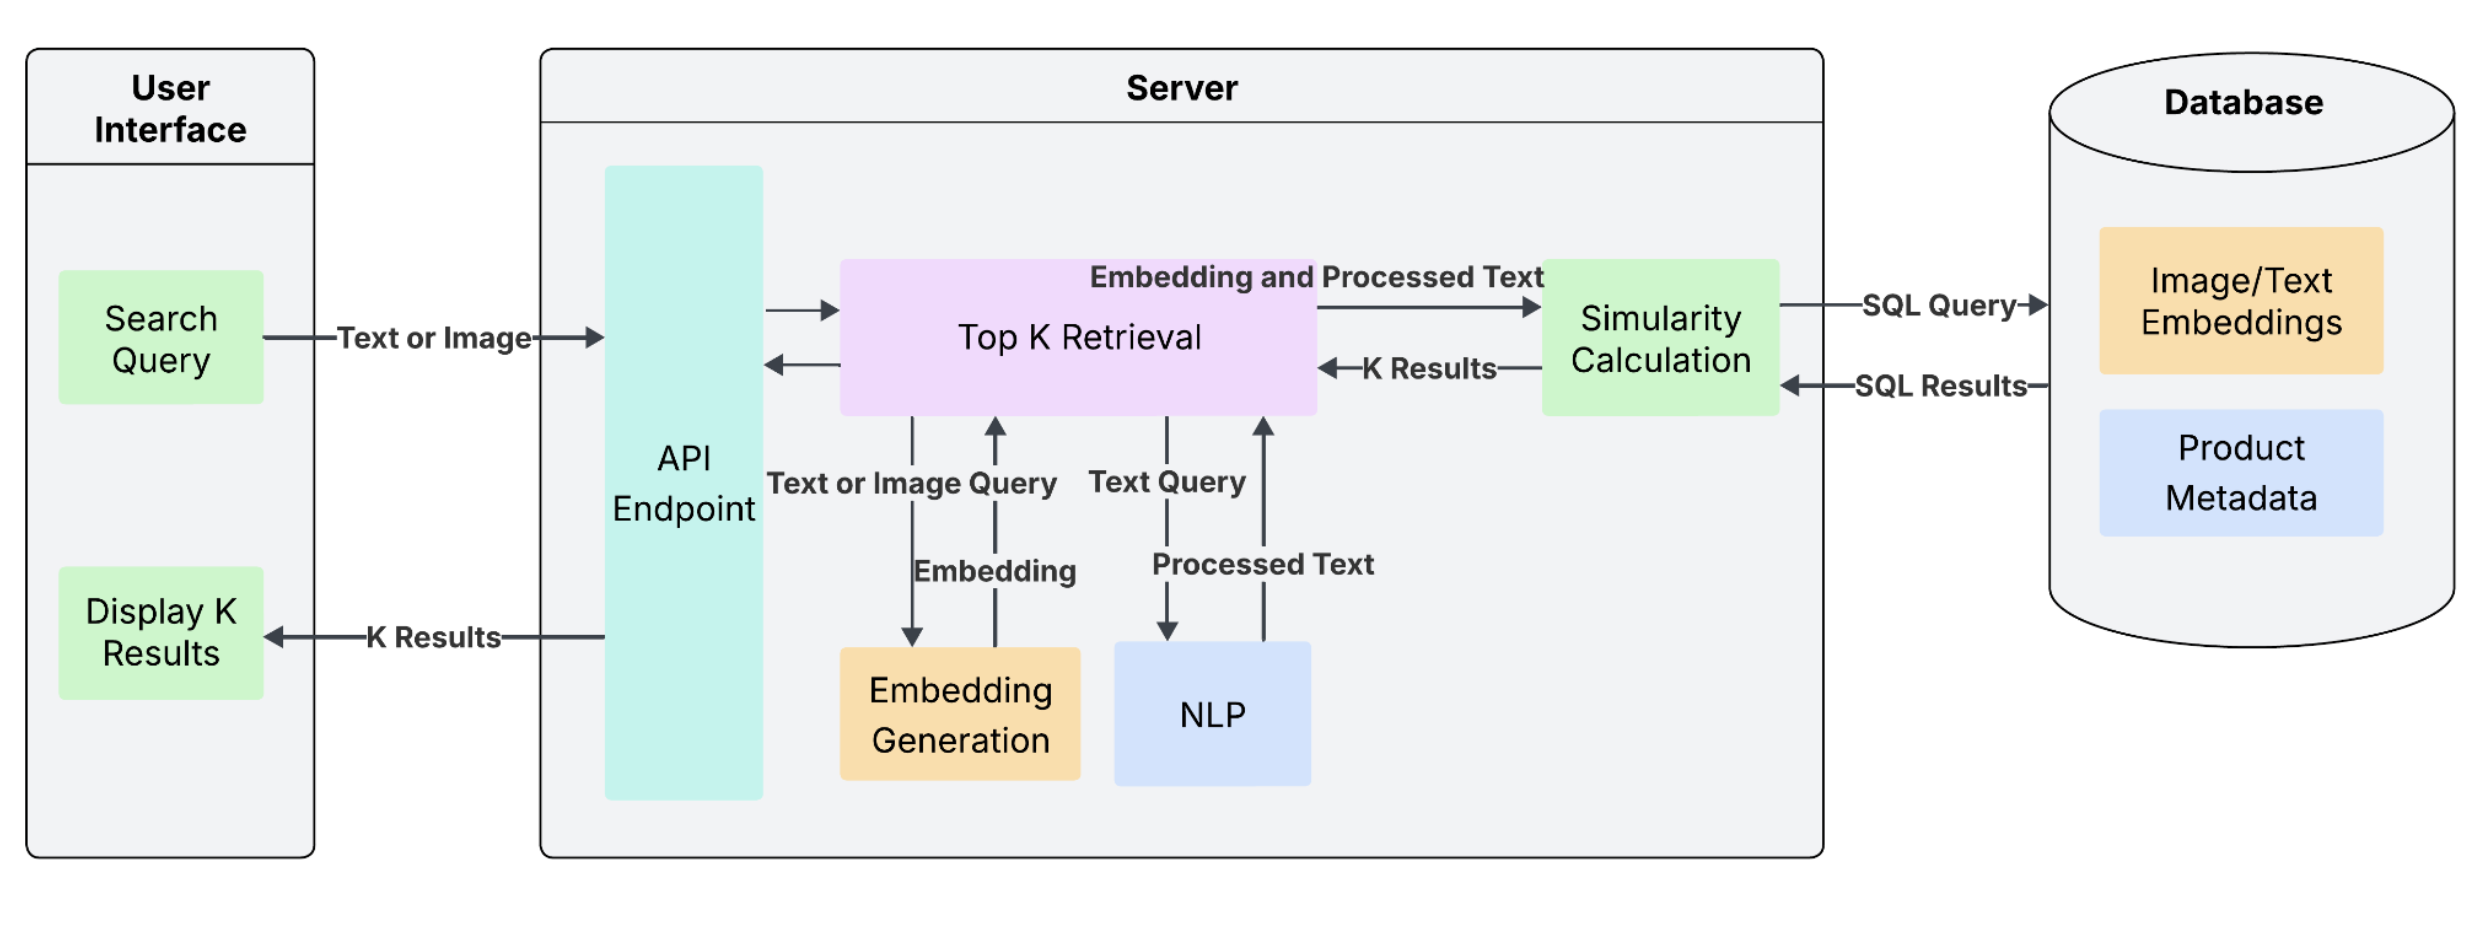 User
Interface
Search
Query
Display K
Results
Text or Image
K Results
Server
API
Endpoint
Top K Retrieval
Embedding and Processed Text
K Results
Simularity
Calculation
Text or Image Query
Embedding
Text Query
Processed Text
Embedding
Generation
NLP
SQL Query
SQL Results
Database
Image/Text
Embeddings
Product
Metadata